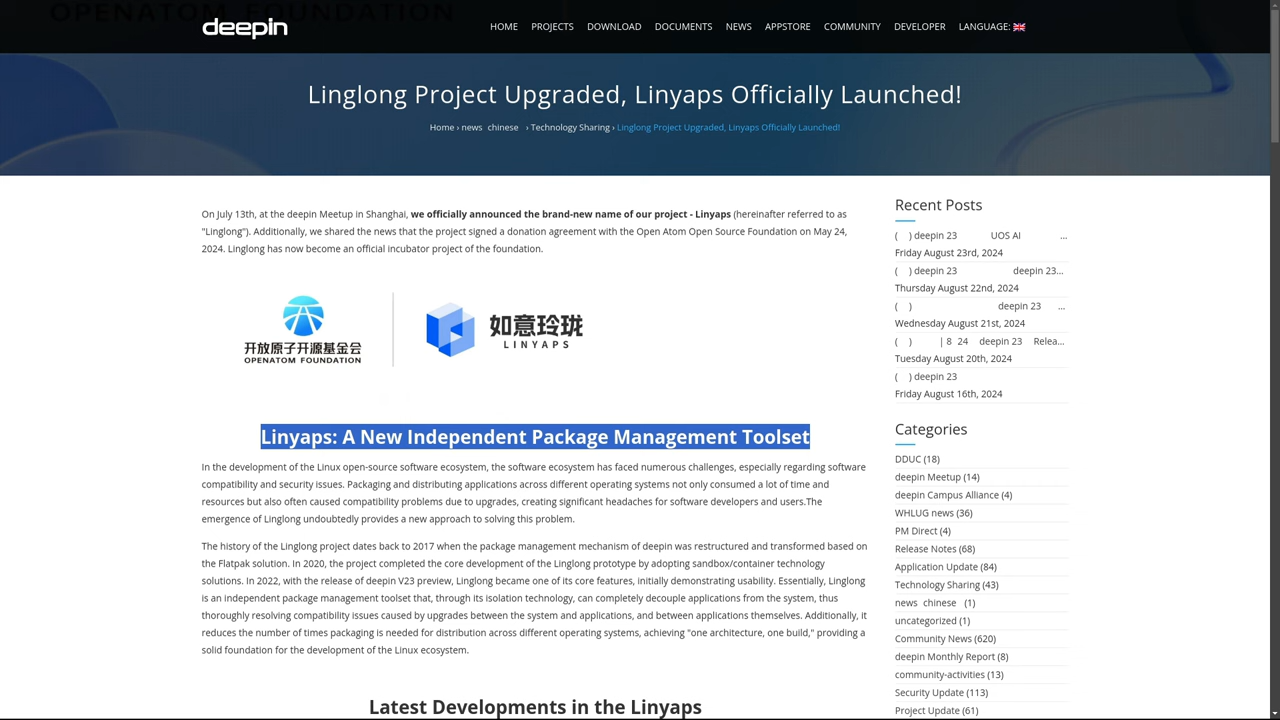 deepin
HOME PROJECTS DOWNLOAD DOCUMENTS NEWS APPSTORE COMMUNITY DEVELOPER LANGUAGE:
Linglong Project Upgraded, Linyaps Officially Launched!
Home › news chinese › Technology Sharing › Linglong Project Upgraded, Linyaps Officially Launched!
On July 13th, at the deepin Meetup in Shanghai, we officially announced the brand-new name of our project - Linyaps (hereinafter referred to as
"Linglong"). Additionally, we shared the news that the project signed a donation agreement with the Open Atom Open Source Foundation on May 24,
2024. Linglong has now become an official incubator project of the foundation.
开放原子开源基金会
OPENATOM FOUNDATION
如意玲珑
LINYAPS
Linyaps: A New Independent Package Management Toolset
In the development of the Linux open-source software ecosystem, the software ecosystem has faced numerous challenges, especially regarding software
compatibility and security issues. Packaging and distributing applications across different operating systems not only consumed a lot of time and
resources but also often caused compatibility problems due to upgrades, creating significant headaches for software developers and users.The
emergence of Linglong undoubtedly provides a new approach to solving this problem.
The history of the Linglong project dates back to 2017 when the package management mechanism of deepin was restructured and transformed based on
the Flatpak solution. In 2020, the project completed the core development of the Linglong prototype by adopting sandbox/container technology
solutions. In 2022, with the release of deepin V23 preview, Linglong became one of its core features, initially demonstrating usability. Essentially, Linglong
is an independent package management toolset that, through its isolation technology, can completely decouple applications from the system, thus
thoroughly resolving compatibility issues caused by upgrades between the system and applications, and between applications themselves. Additionally, it
reduces the number of times packaging is needed for distribution across different operating systems, achieving "one architecture, one build," providing a
solid foundation for the development of the Linux ecosystem.
Latest Developments in the Linyaps
Recent Posts
( ) deepin 23 UOS AI ...
Friday August 23rd, 2024
( ) deepin 23 deepin 23...
Thursday August 22nd, 2024
( ) deepin 23 ...
Wednesday August 21st, 2024
( ) | 8 24 deepin 23 Relea...
Tuesday August 20th, 2024
( ) deepin 23
Friday August 16th, 2024
Categories
DDUC (18)
deepin Meetup (14)
deepin Campus Alliance (4)
WHLUG news (36)
PM Direct (4)
Release Notes (68)
Application Update (84)
Technology Sharing (43)
news chinese (1)
uncategorized (1)
Community News (620)
deepin Monthly Report (8)
community-activities (13)
Security Update (113)
Project Update (61)